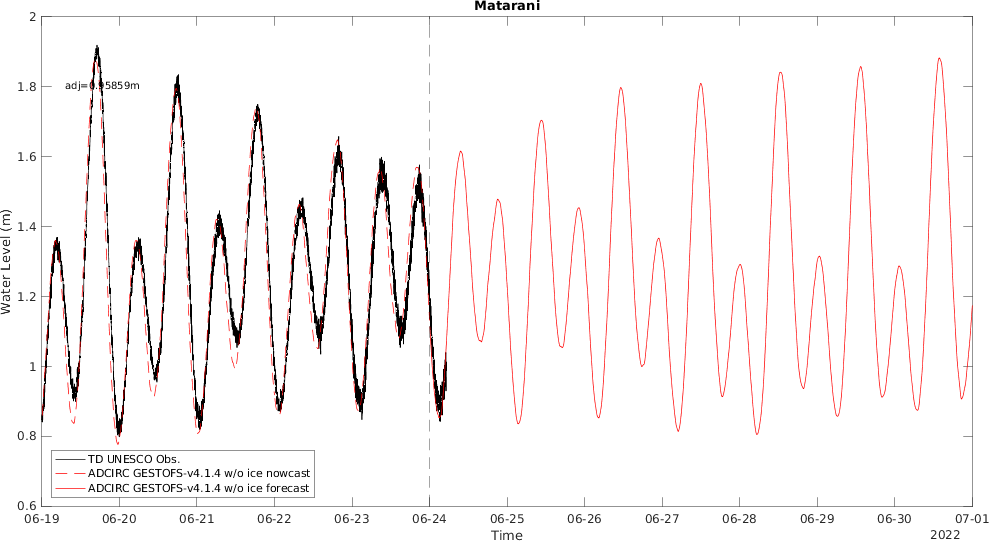 Matarani
2
1.8
1.6
1.4
1.2
1
0.8
0.6
Water Level (m)
adj=0.95859m
TD UNESCO Obs.
ADCIRC GESTOFS-v4.1.4 w/o ice nowcast
ADCIRC GESTOFS-v4.1.4 w/o ice forecast
06-19 06-20 06-21 06-22 06-23 06-24 06-25 06-26 06-27 06-28 06-29 06-30 07-01
Time
2022